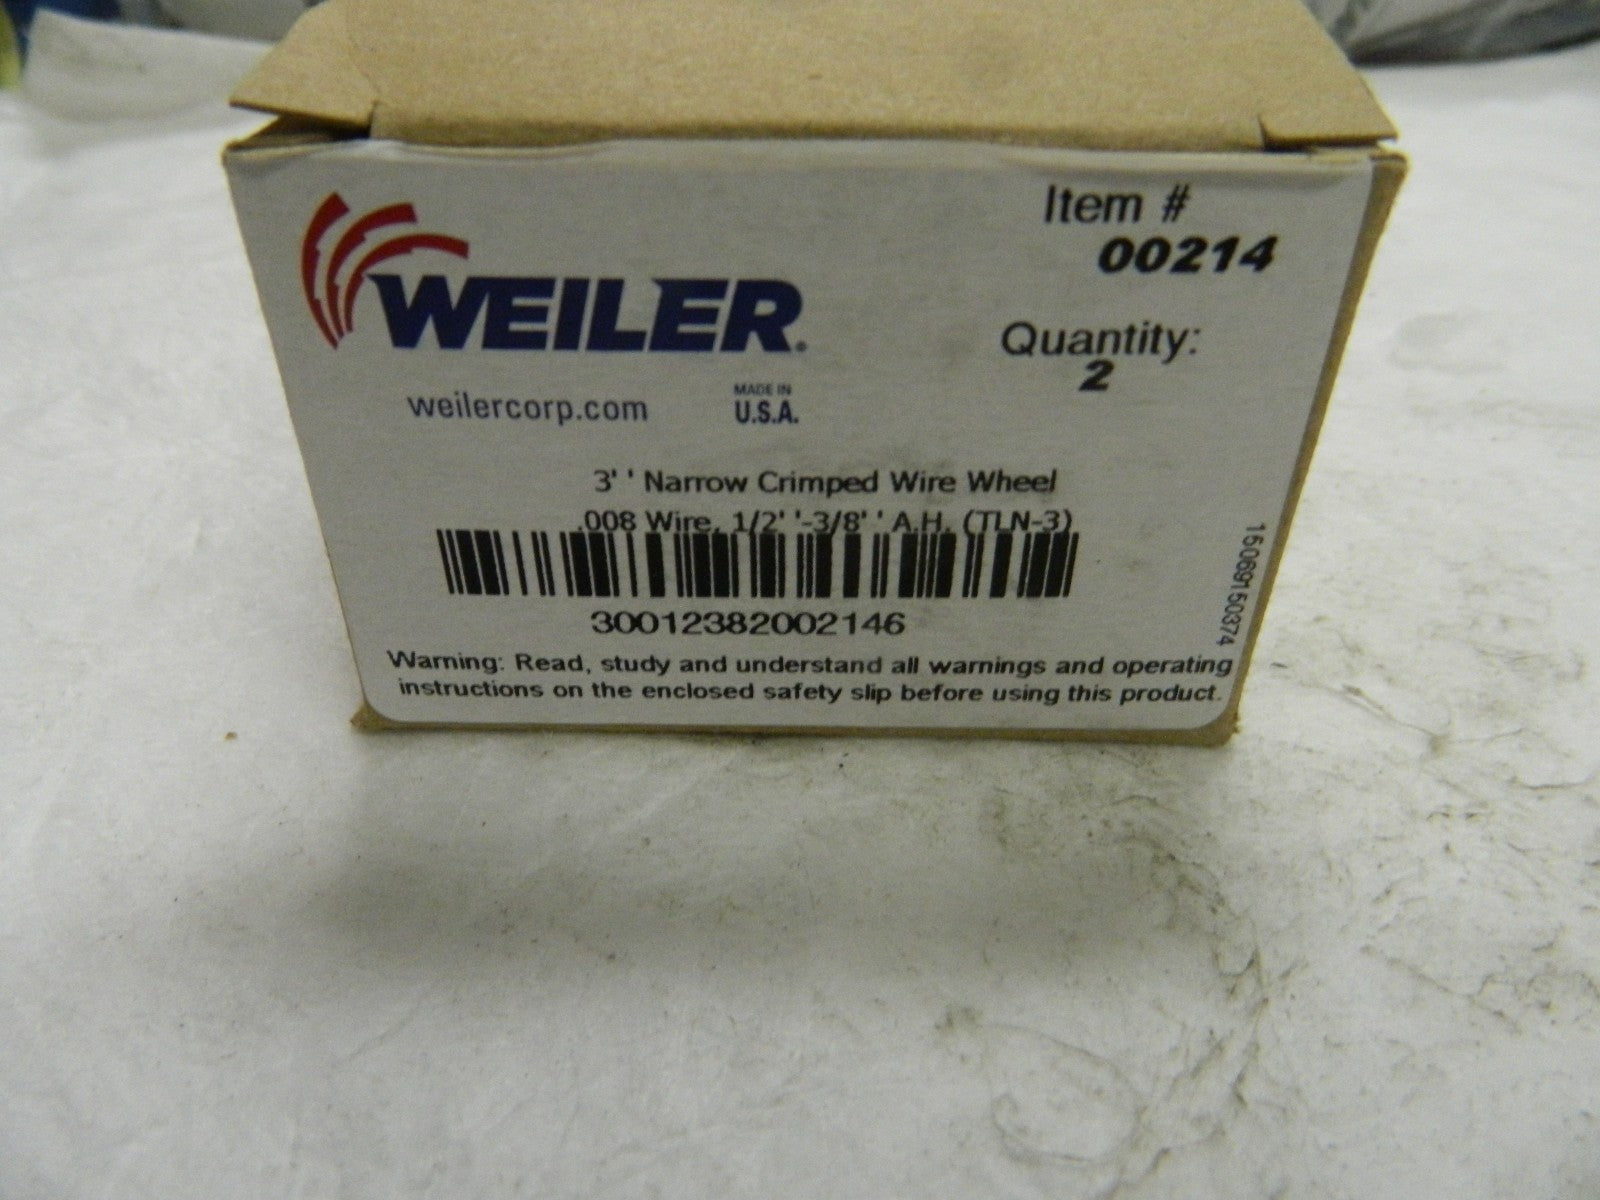 WEILER®
weilercorp.com
MADE IN
U.S.A.
Item #
00214
Quantity:
2
3'' Narrow Crimped Wire Wheel
.008 Wire, 1/2''-3/8'' A.H. (TLN-3)
30012382002146
15069150374
Warning: Read, study and understand all warnings and operating
instructions on the enclosed safety slip before using this product.